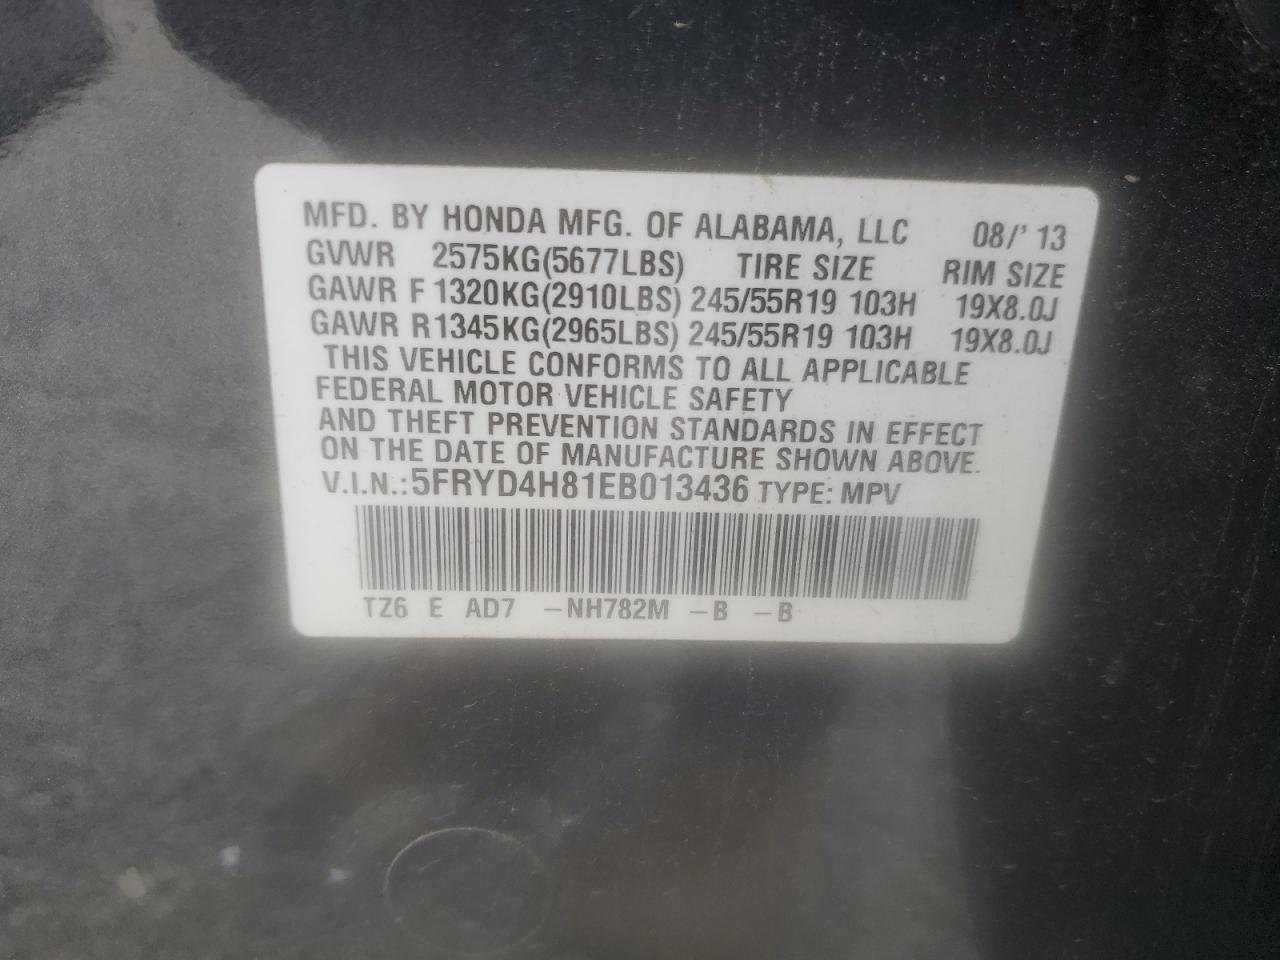 MFD. BY HONDA MFG. OF ALABAMA, LLC 08/'13
GVWR 2575KG(5677LBS) TIRE SIZE RIM SIZE
GAWR F 1320KG(2910LBS) 245/55R19 103H 19X8.0J
GAWR R1345KG(2965LBS) 245/55R19 103H 19X8.0J
THIS VEHICLE CONFORMS TO ALL APPLICABLE
FEDERAL MOTOR VEHICLE SAFETY
AND THEFT PREVENTION STANDARDS IN EFFECT
ON THE DATE OF MANUFACTURE SHOWN ABOVE.
V.I.N.:5FRYD4H81EB013436 TYPE: MPV
TZ6 E AD7 -NH782M -B -B